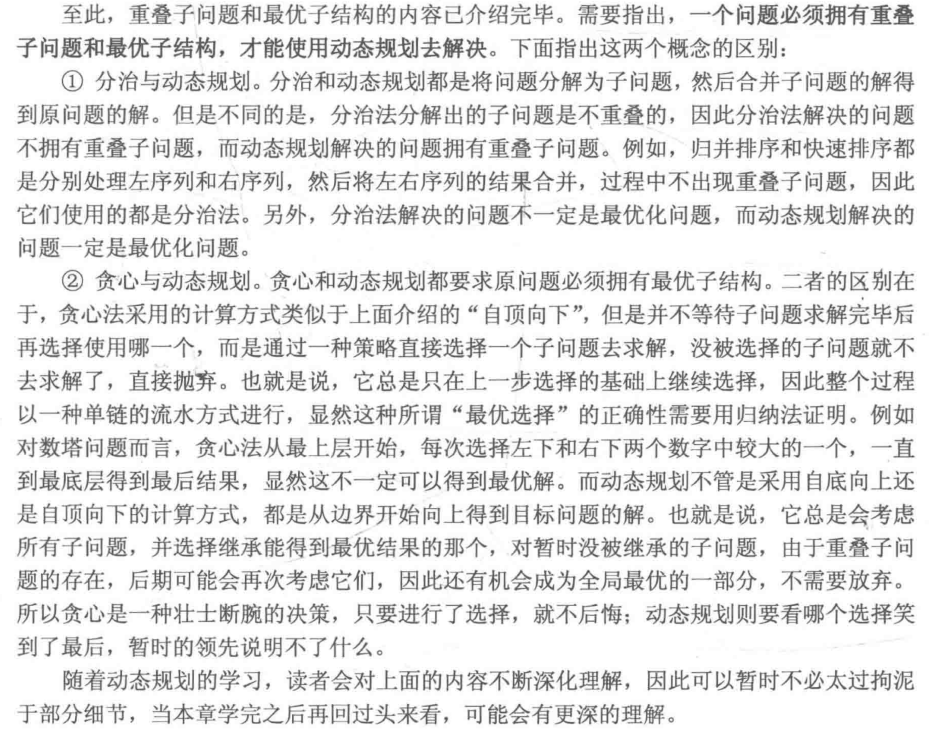 至此，重叠子问题和最优子结构的内容已介绍完毕。需要指出，一个问题必须拥有重叠
子问题和最优子结构，才能使用动态规划去解决。下面指出这两个概念的区别：
① 分治与动态规划。分治和动态规划都是将问题分解为子问题，然后合并子问题的解得
到原问题的解。但是不同的是，分治法分解出的子问题是不重叠的，因此分治法解决的问题
不拥有重叠子问题，而动态规划解决的问题拥有重叠子问题。例如，归并排序和快速排序都
是分别处理左序列和右序列，然后将左右序列的结果合并，过程中不出现重叠子问题，因此
它们使用的都是分治法。另外，分治法解决的问题不一定是最优化问题，而动态规划解决的
问题一定是最优化问题。
② 贪心与动态规划。贪心和动态规划都要求原问题必须拥有最优子结构。二者的区别在
于，贪心法采用的计算方式类似于上面介绍的“自顶向下”，但是并不等待子问题求解完毕后
再选择使用哪一个，而是通过一种策略直接选择一个子问题去求解，没被选择的子问题就不
去求解了，直接抛弃。也就是说，它总是只在上一步选择的基础上继续选择，因此整个过程
以一种单链的流水方式进行，显然这种所谓“最优选择”的正确性需要用归纳法证明。例如
对数塔问题而言，贪心法从最上层开始，每次选择左下和右下两个数字中较大的一个，一直
到最底层得到最后结果，显然这不一定可以得到最优解。而动态规划不管是采用自底向上还
是自顶向下的计算方式，都是从边界开始向上得到目标问题的解。也就是说，它总是会考虑
所有子问题，并选择继承能得到最优结果的那个，对暂时没被继承的子问题，由于重叠子问
题的存在，后期可能会再次考虑它们，因此还有机会成为全局最优的一部分，不需要放弃。
所以贪心是一种壮士断腕的决策，只要进行了选择，就不后悔；动态规划则要看哪个选择笑
到了最后，暂时的领先说明不了什么。
随着动态规划的学习，读者会对上面的内容不断深化理解，因此可以暂时不必太过拘泥
于部分细节，当本章学完之后再回过头来看，可能会有更深的理解。